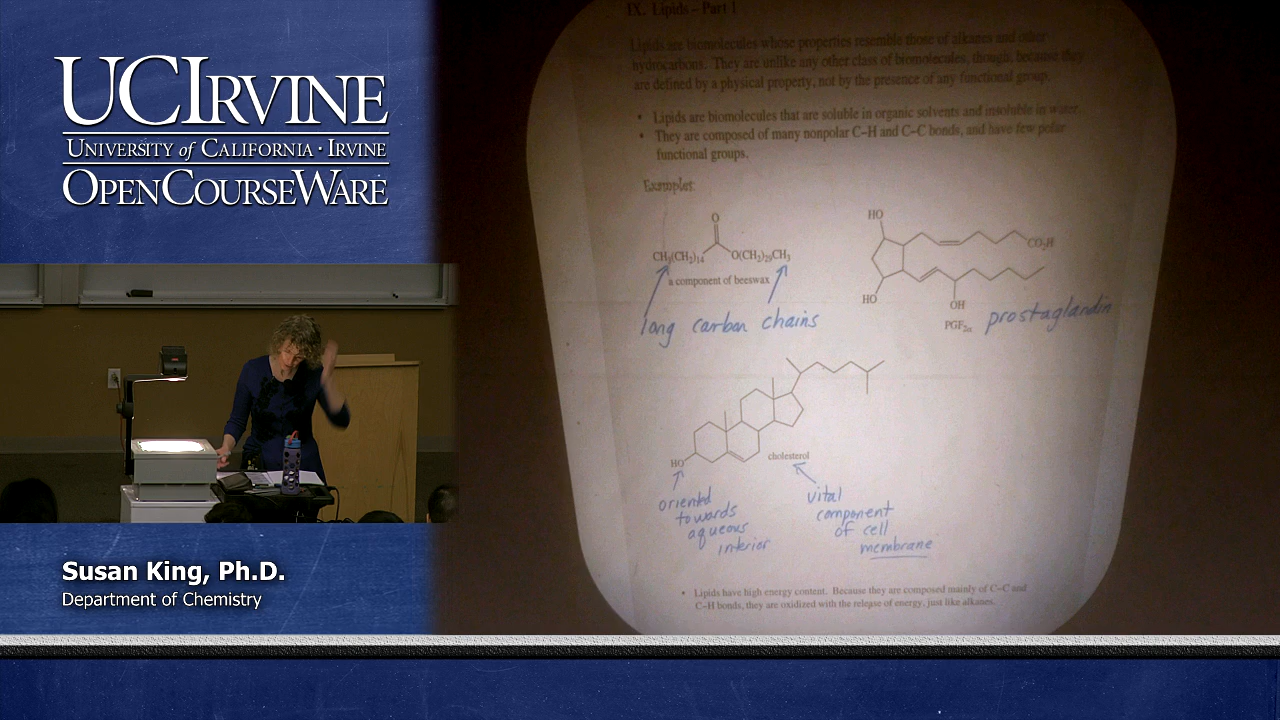 UCIRVINE
UNIVERSITY of CALIFORNIA · IRVINE
OPENCOURSEWARE
Susan King, Ph.D.
Department of Chemistry
IX. Lipids – Part 1
Lipids are biomolecules whose properties resemble those of alkanes and other
hydrocarbons. They are unlike any other class of biomolecules, though, because they
are defined by a physical property, not by the presence of any functional group.
• Lipids are biomolecules that are soluble in organic solvents and insoluble in water
• They are composed of many nonpolar C–H and C–C bonds, and have few polar
functional groups.
Examples:
O
CH3(CH2)14
O(CH2)29CH3
a component of beeswax
long carbon chains
HO
CO2H
HO
OH
PGF2α
prostaglandin
HO
cholesterol
oriented
towards
aqueous
interior
vital
component
of cell
membrane
• Lipids have high energy content. Because they are composed mainly of C–C and
C–H bonds, they are oxidized with the release of energy, just like alkanes.